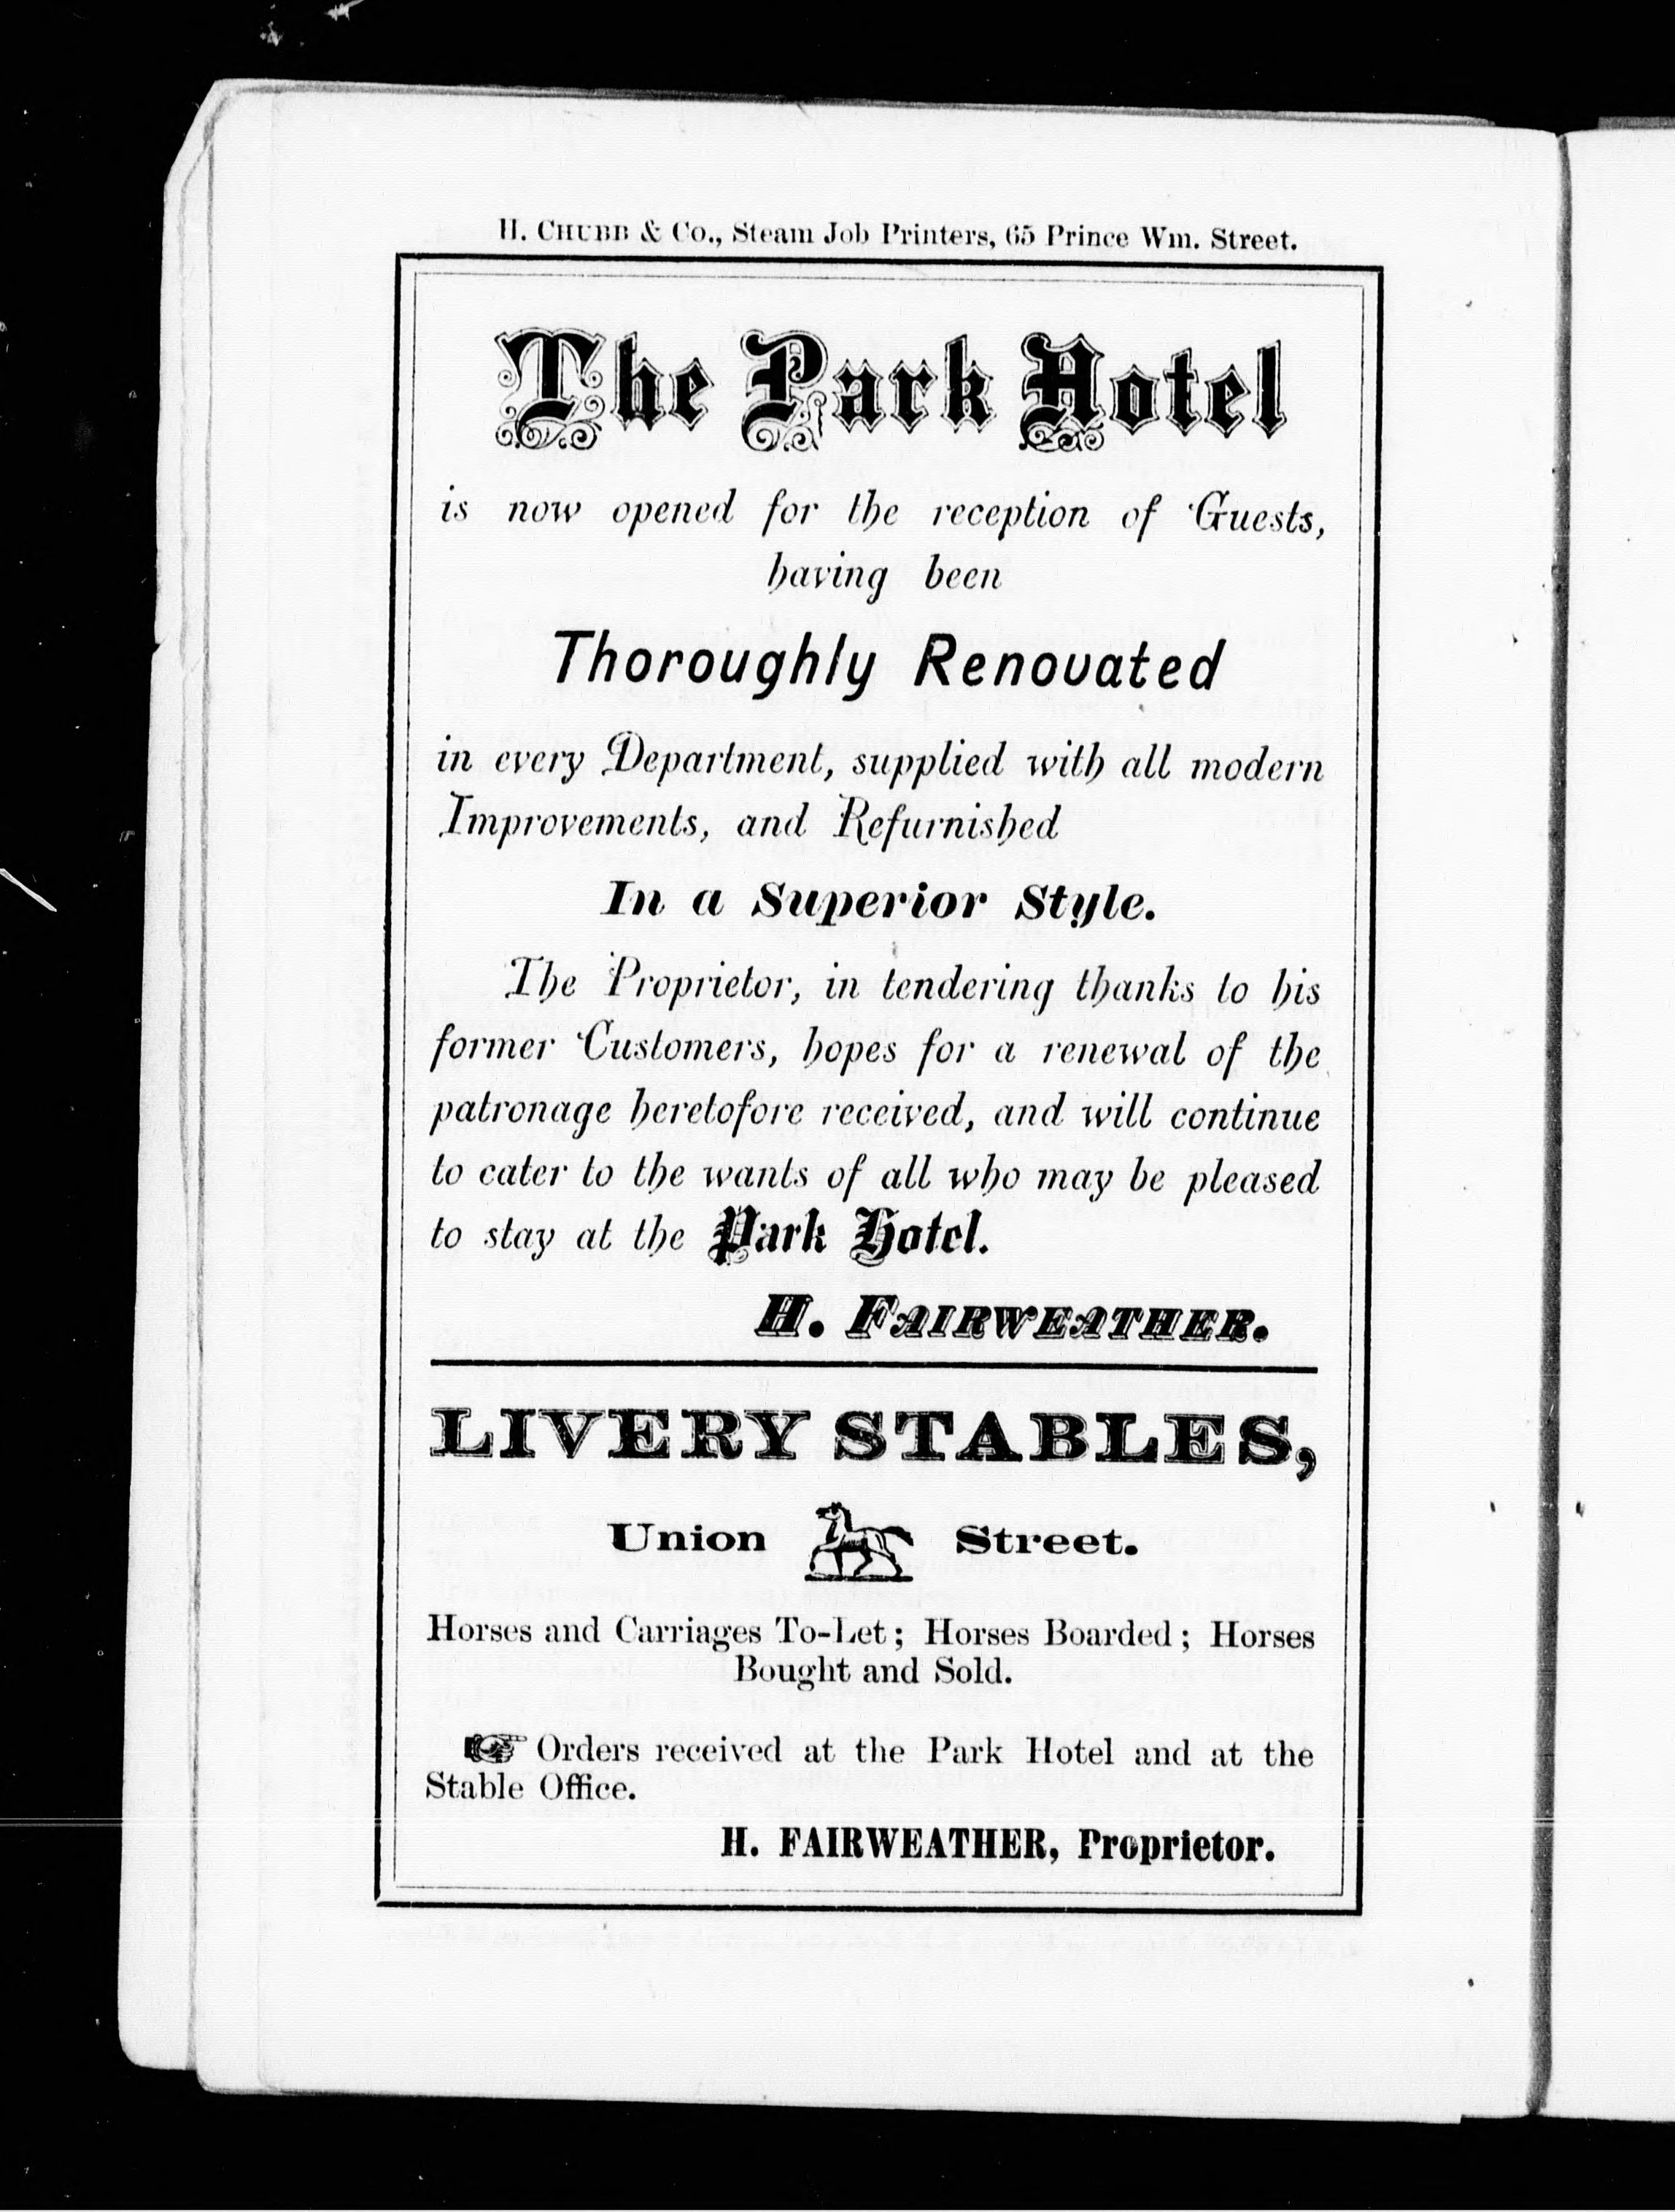 H. CHUBB & CO., Steam Job Printers, 65 Prince Wm. Street.
The Park Hotel
is now opened for the reception of Guests,
having been
Thoroughly Renovated
in every Department, supplied with all modern
Improvements, and Refurnished
In a Superior Style.
The Proprietor, in tendering thanks to his
former Customers, hopes for a renewal of the
patronage heretofore received, and will continue
to cater to the wants of all who may be pleased
to stay at the Park Hotel.
H. FAIRWEATHER.
LIVERY STABLES,
Union Street.
Horses and Carriages To-Let; Horses Boarded; Horses
Bought and Sold.
☞ Orders received at the Park Hotel and at the
Stable Office.
H. FAIRWEATHER, Proprietor.